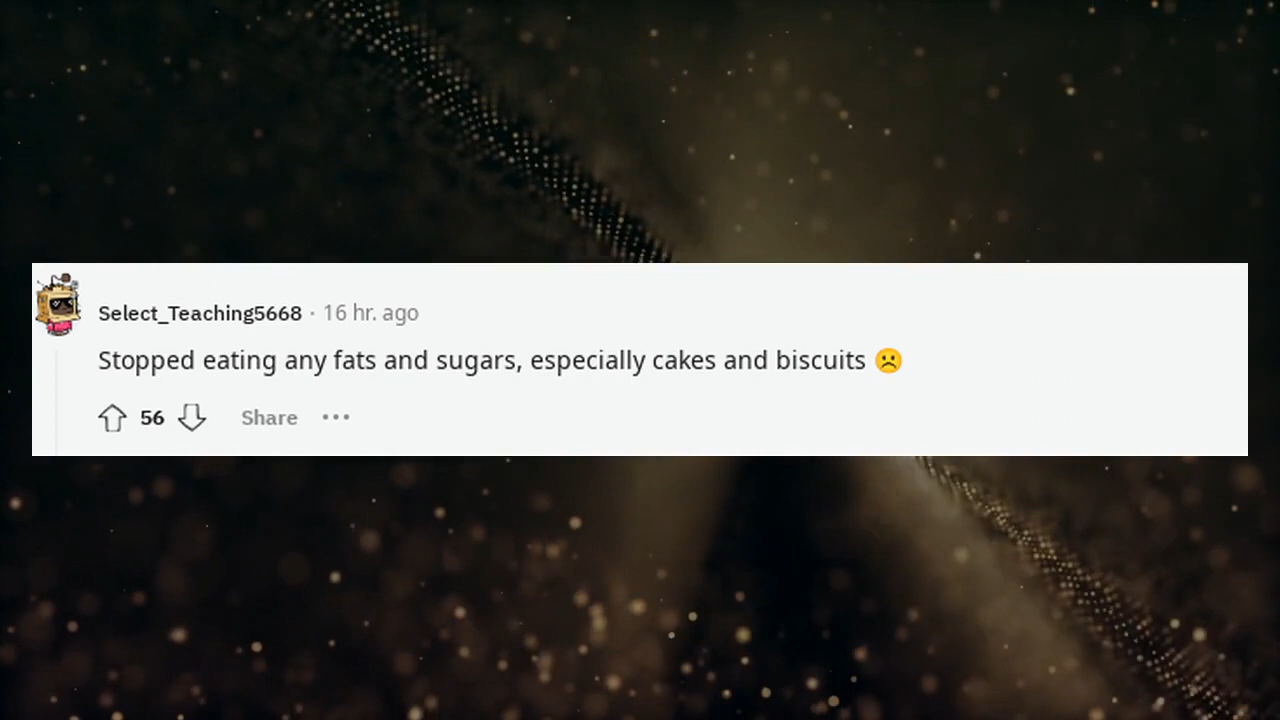 Select_Teaching5668 · 16 hr. ago
Stopped eating any fats and sugars, especially cakes and biscuits ☹️
56 Share •••